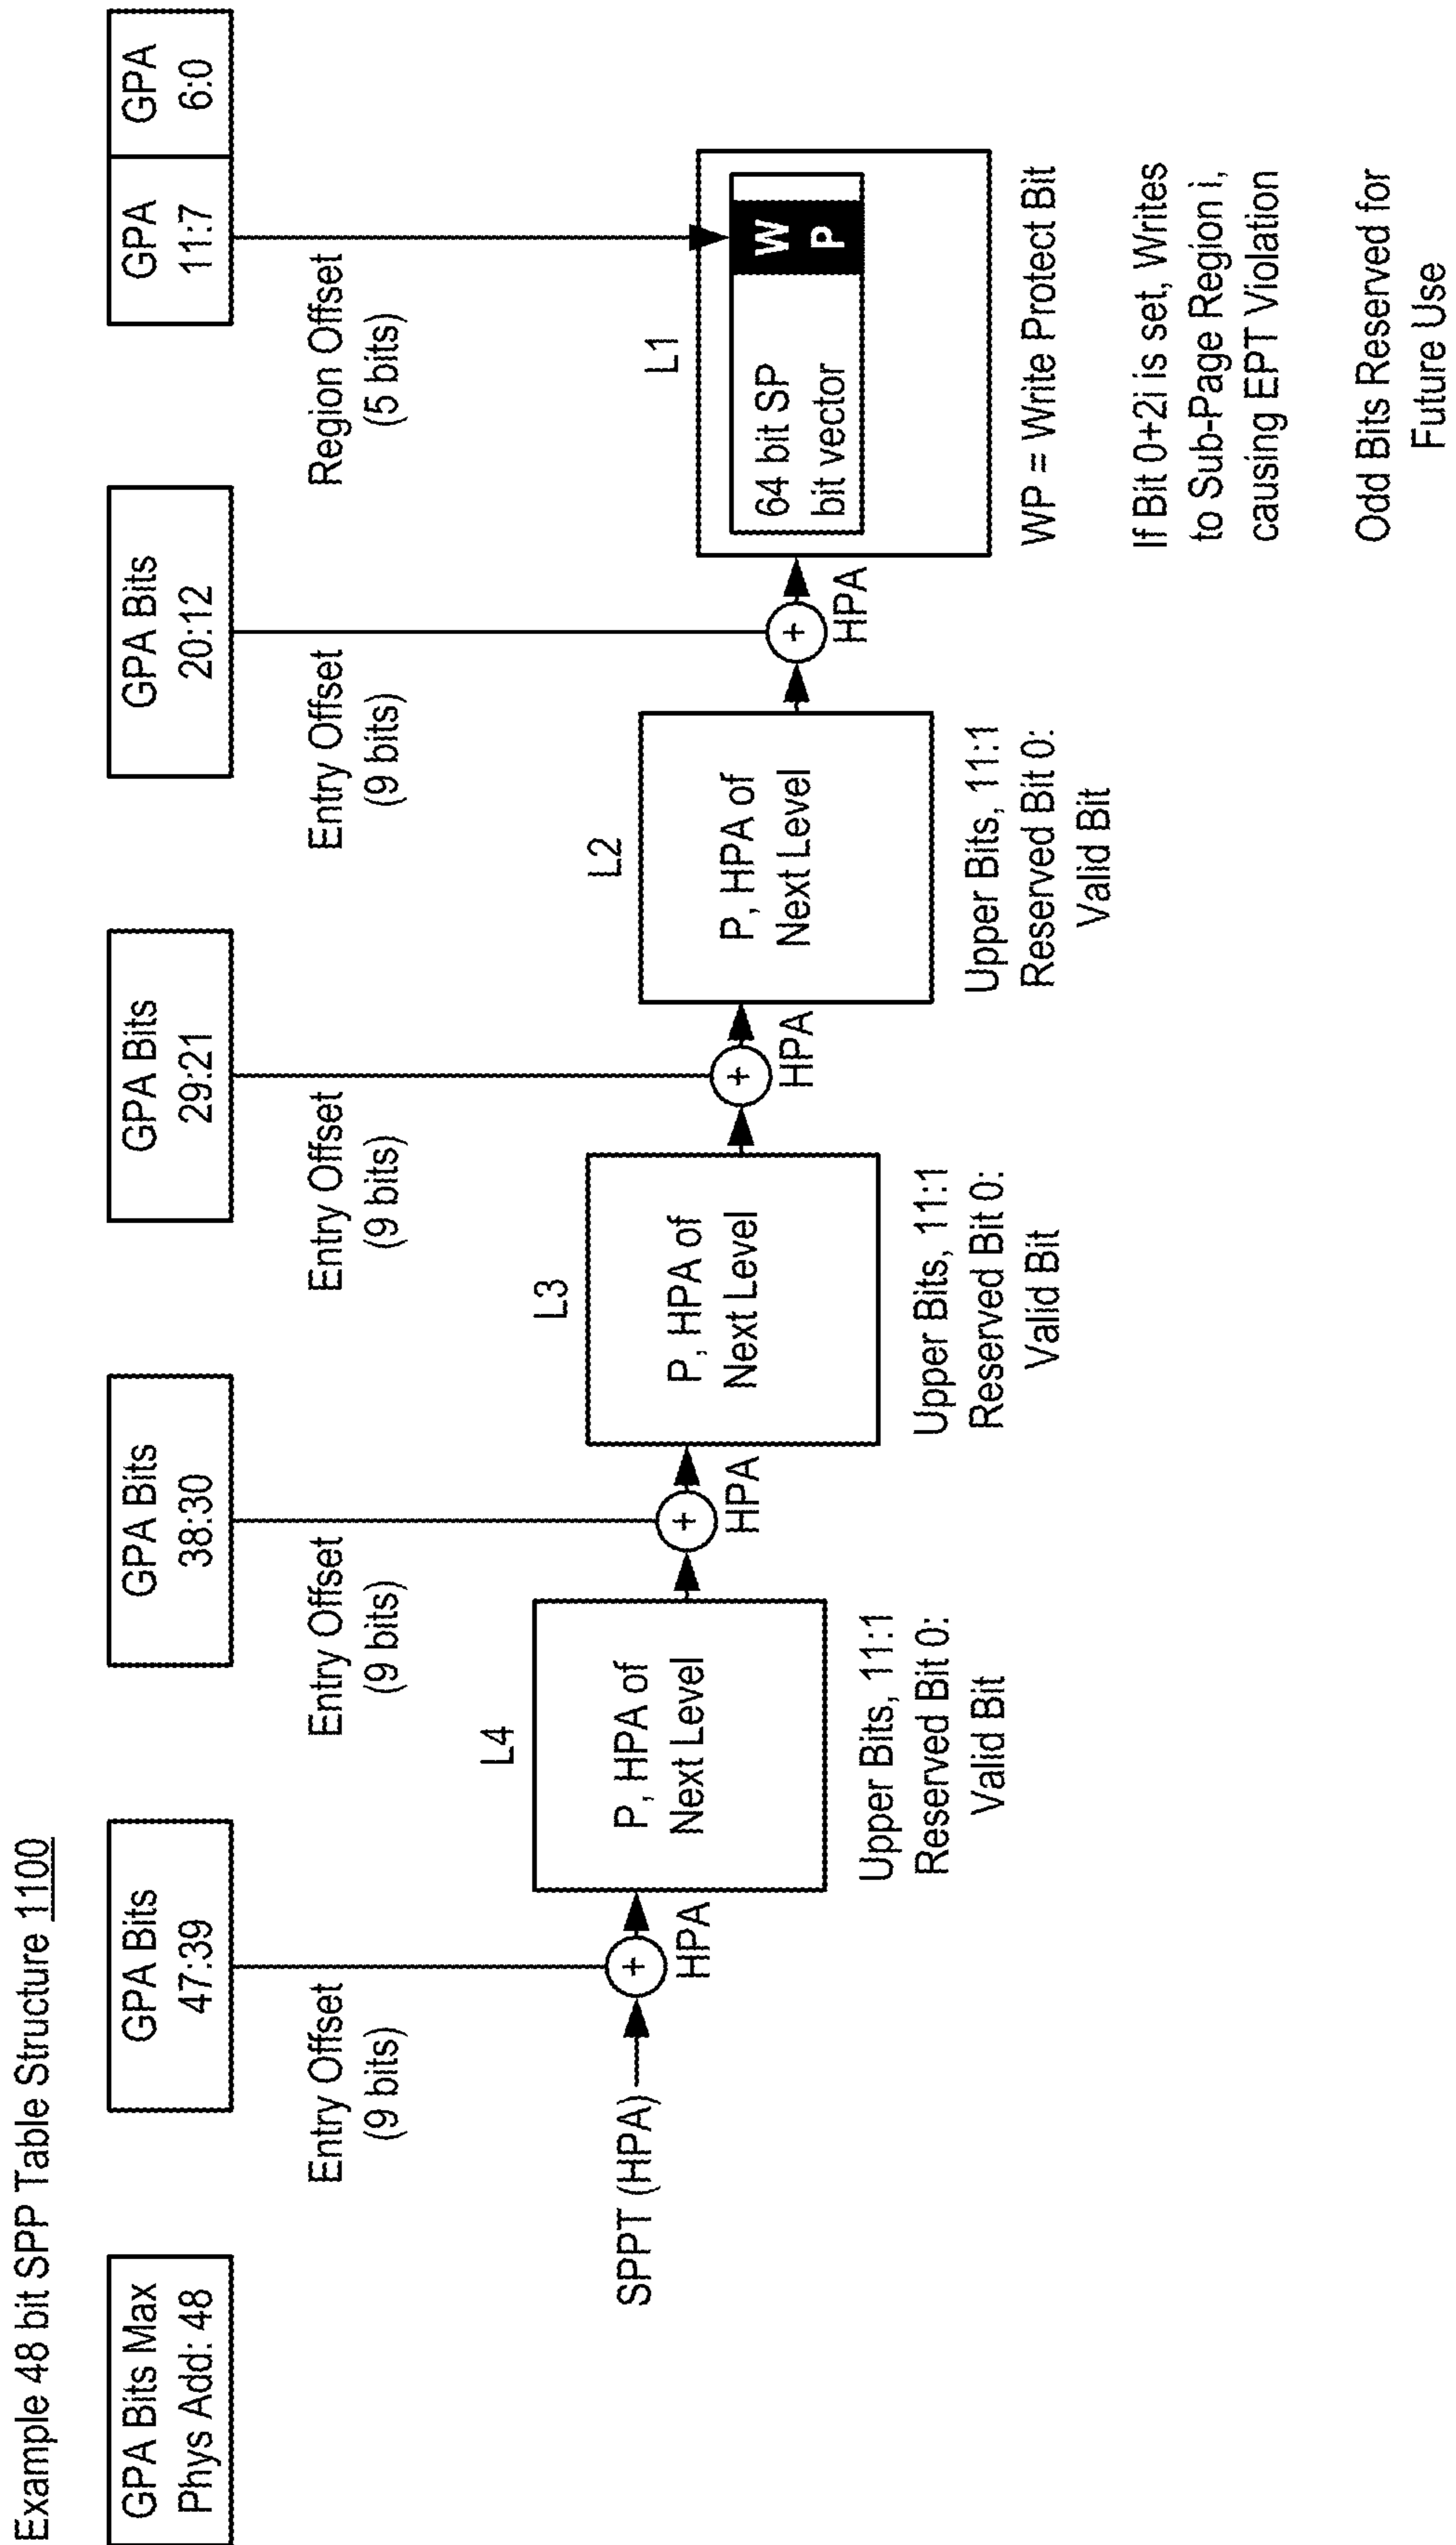 Example 48 bit SPP Table Structure 1100
GPA Bits Max
Phys Add: 48
GPA Bits
47:39
GPA Bits
38:30
GPA Bits
29:21
GPA Bits
20:12
GPA
11:7
GPA
6:0
Entry Offset
(9 bits)
Entry Offset
(9 bits)
Entry Offset
(9 bits)
Entry Offset
(9 bits)
Region Offset
(5 bits)
SPPT (HPA)
+
HPA
L4
P, HPA of
Next Level
Upper Bits, 11:1
Reserved Bit 0:
Valid Bit
+
HPA
L3
P, HPA of
Next Level
Upper Bits, 11:1
Reserved Bit 0:
Valid Bit
+
HPA
L2
P, HPA of
Next Level
Upper Bits, 11:1
Reserved Bit 0:
Valid Bit
+
HPA
L1
64 bit SP
bit vector
W
P
WP = Write Protect Bit
If Bit 0+2i is set, Writes
to Sub-Page Region i,
causing EPT Violation
Odd Bits Reserved for
Future Use